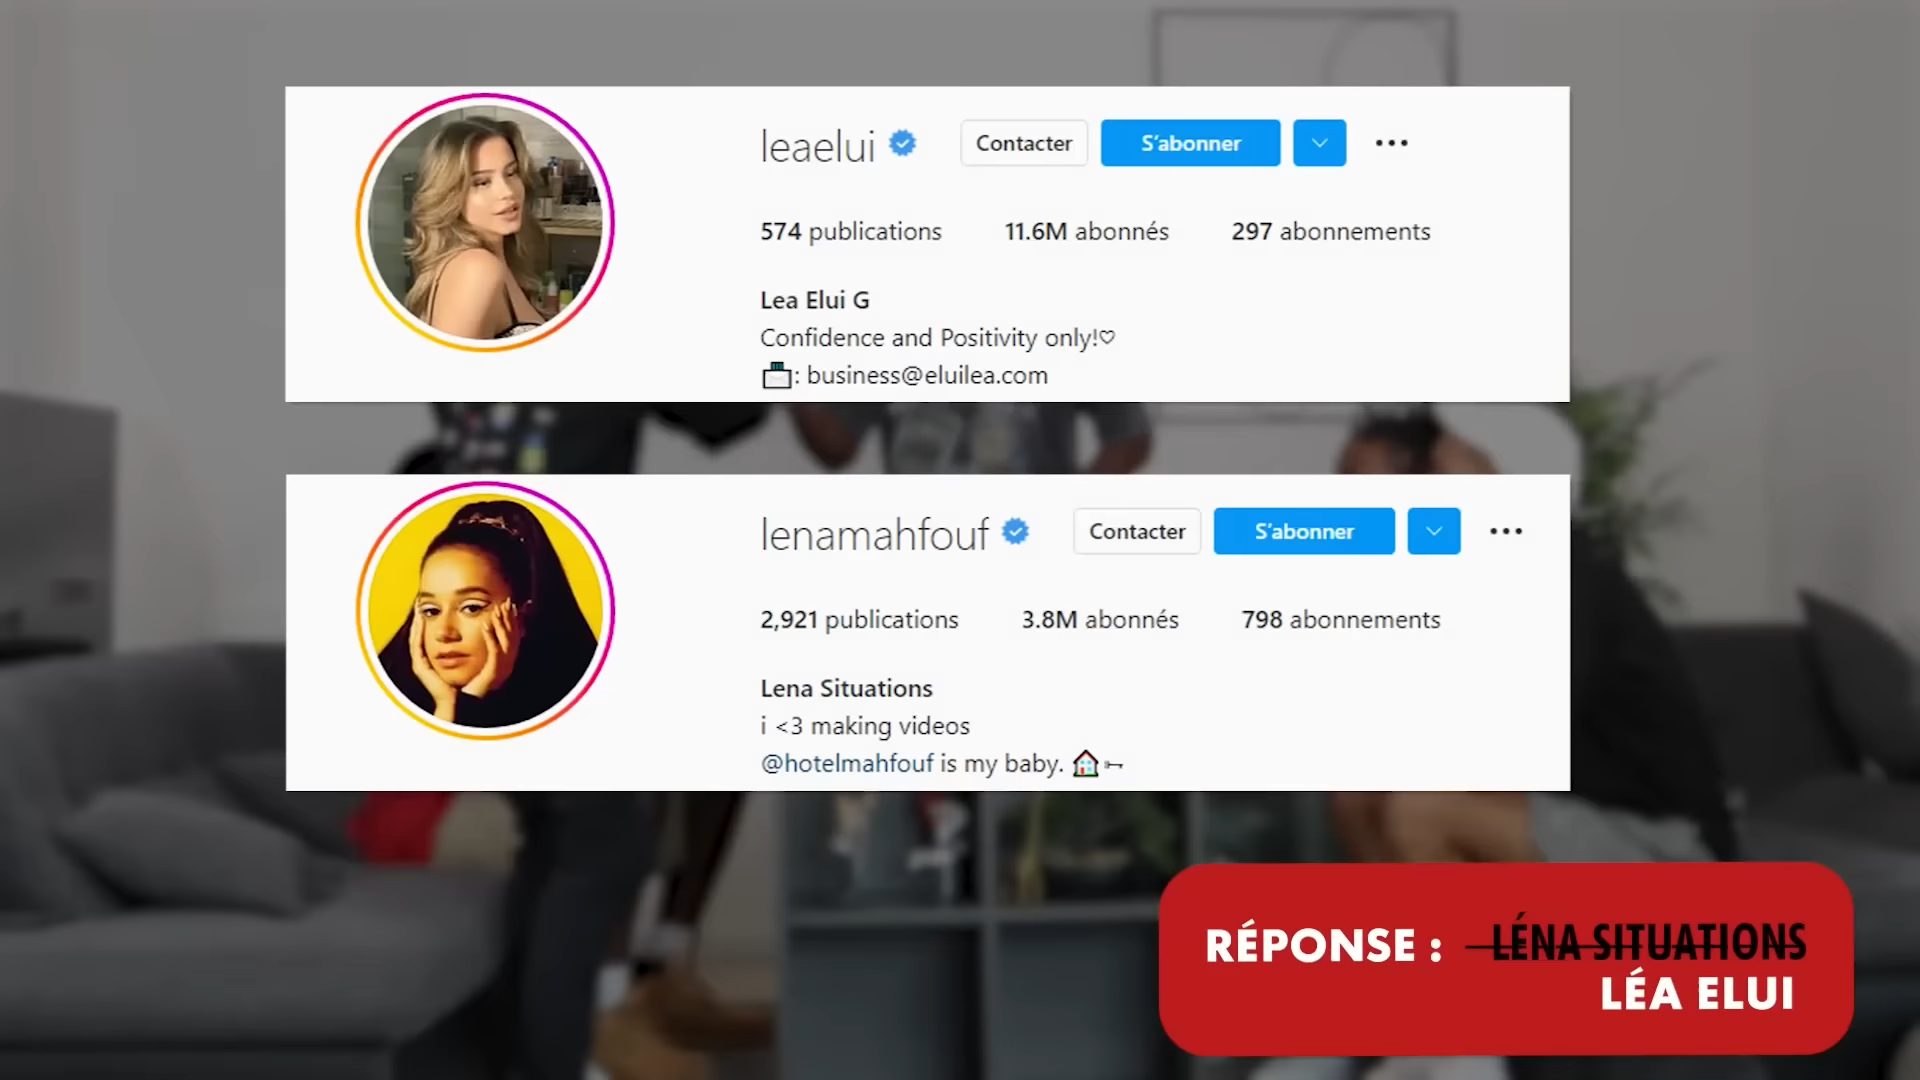 leaelui
Contacter
S'abonner
574 publications
11.6M abonnés
297 abonnements
Lea Elui G
Confidence and Positivity only!♡
: business@eluilea.com
lenamahfouf
Contacter
S'abonner
2,921 publications
3.8M abonnés
798 abonnements
Lena Situations
i <3 making videos
@hotelmahfouf is my baby.
RÉPONSE : LÉNA SITUATIONS
LÉA ELUI